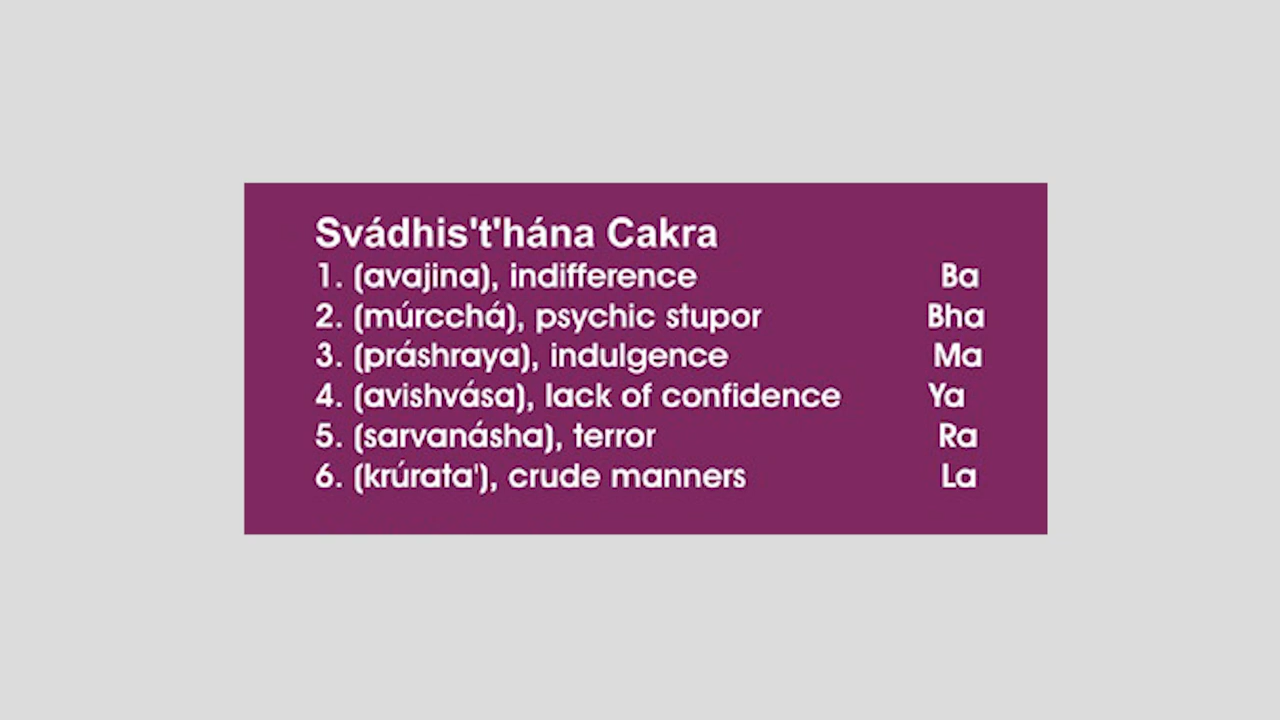 Svádhis't'hána Cakra
1. (avajina), indifference Ba
2. (múrcchá), psychic stupor Bha
3. (práshraya), indulgence Ma
4. (avishvása), lack of confidence Ya
5. (sarvanásha), terror Ra
6. (krúrata'), crude manners La